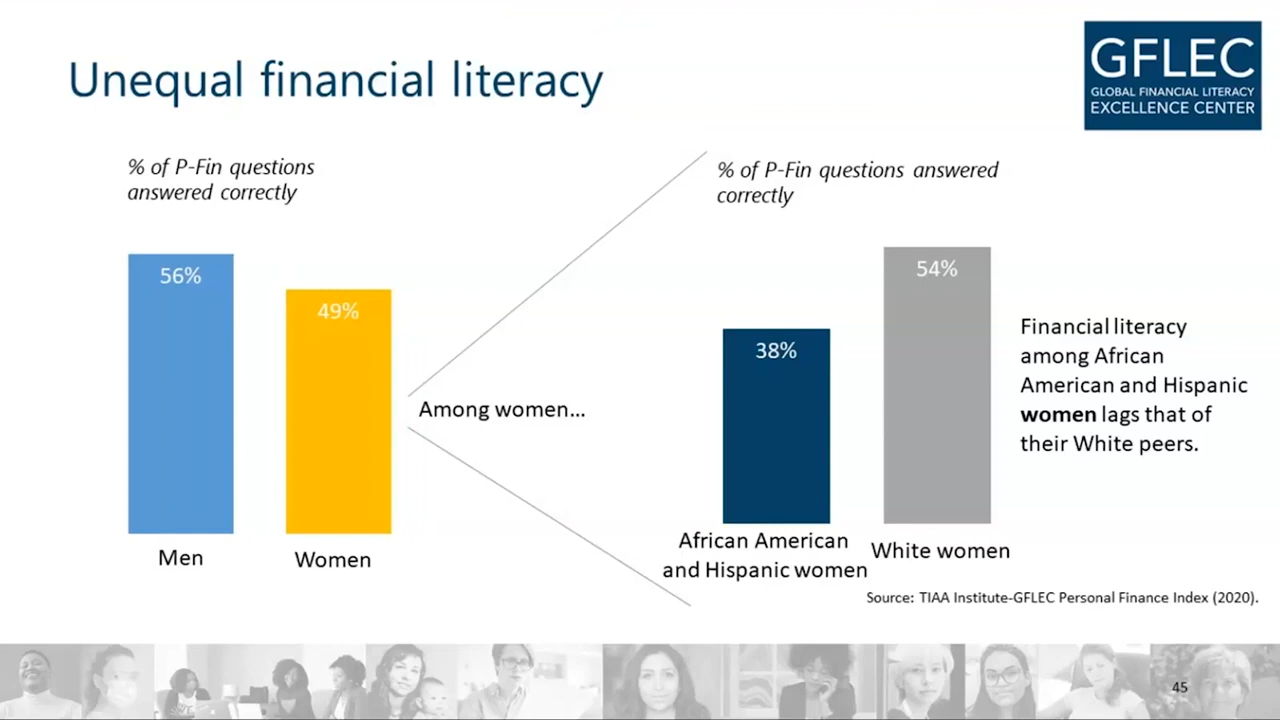 Unequal financial literacy
GFLEC
GLOBAL FINANCIAL LITERACY
EXCELLENCE CENTER
% of P-Fin questions
answered correctly
56%
49%
Men
Women
Among women...
% of P-Fin questions answered
correctly
38%
54%
African American
and Hispanic women
White women
Financial literacy
among African
American and Hispanic
women lags that of
their White peers.
Source: TIAA Institute-GFLEC Personal Finance Index (2020).
45